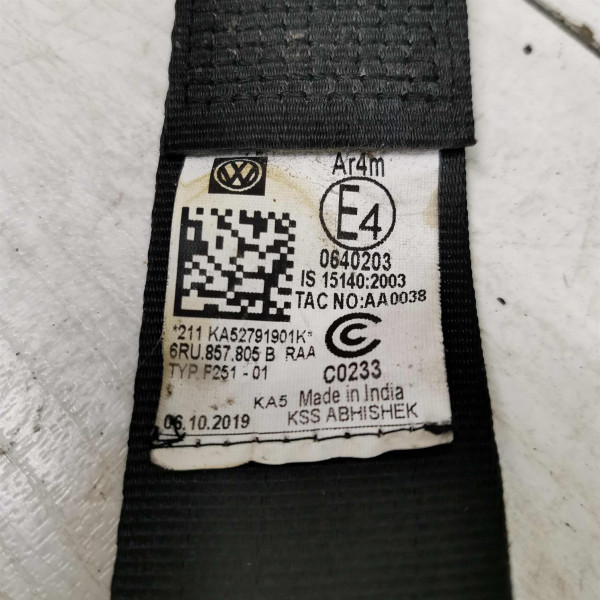 Ar4m
E4
0640203
IS 15140:2003
TAC NO:AA0038
*211 KA52791901K*
6RU.857.805 B RAA
TYP. F251 - 01
C0233
KA5 Made in India
06.10.2019 KSS ABHISHEK